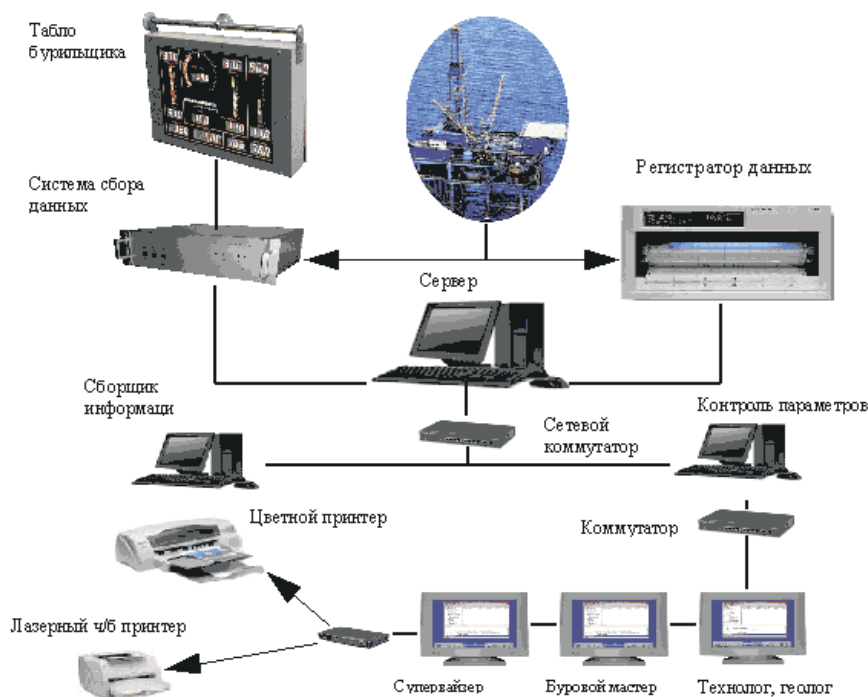 Табло
бурильщика
Система сбора
данных
Регистратор данных
Сервер
Сборщик
информаци
Контроль параметров
Сетевой
коммутатор
Цветной принтер
Коммутатор
Лазерный ч/б принтер
Супервайзер
Буровой мастер
Технолог, геолог